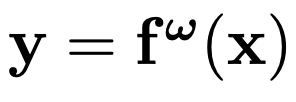 𝐲 = 𝐟^𝛚(𝐱)